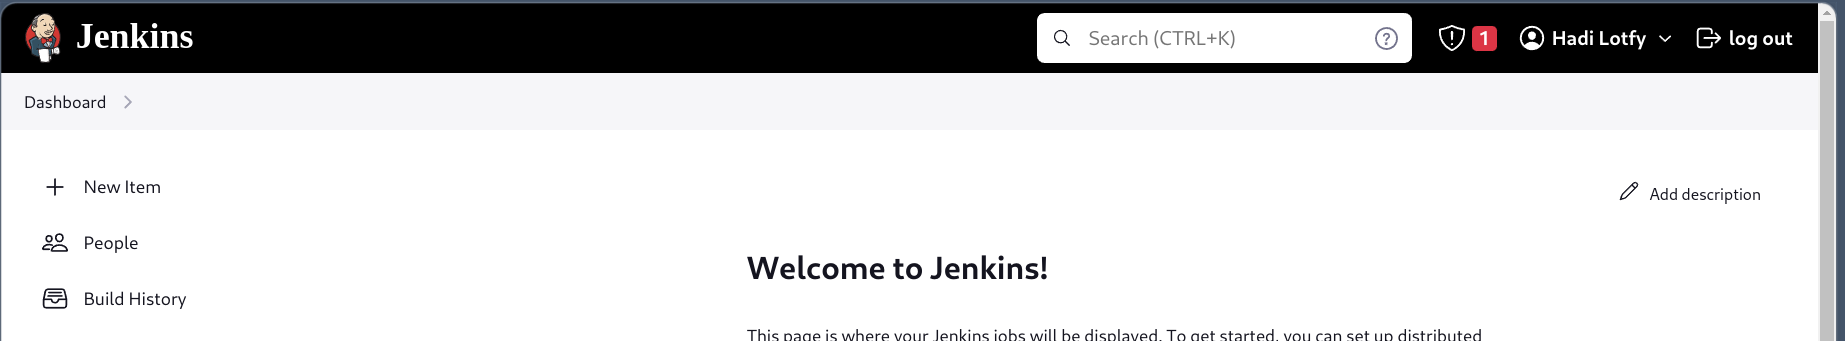 Jenkins
Search (CTRL+K)
?
1
Hadi Lotfy
log out
Dashboard
New Item
Add description
People
Welcome to Jenkins!
Build History
This page is where your Jenkins jobs will be displayed. To get started, you can set up distributed